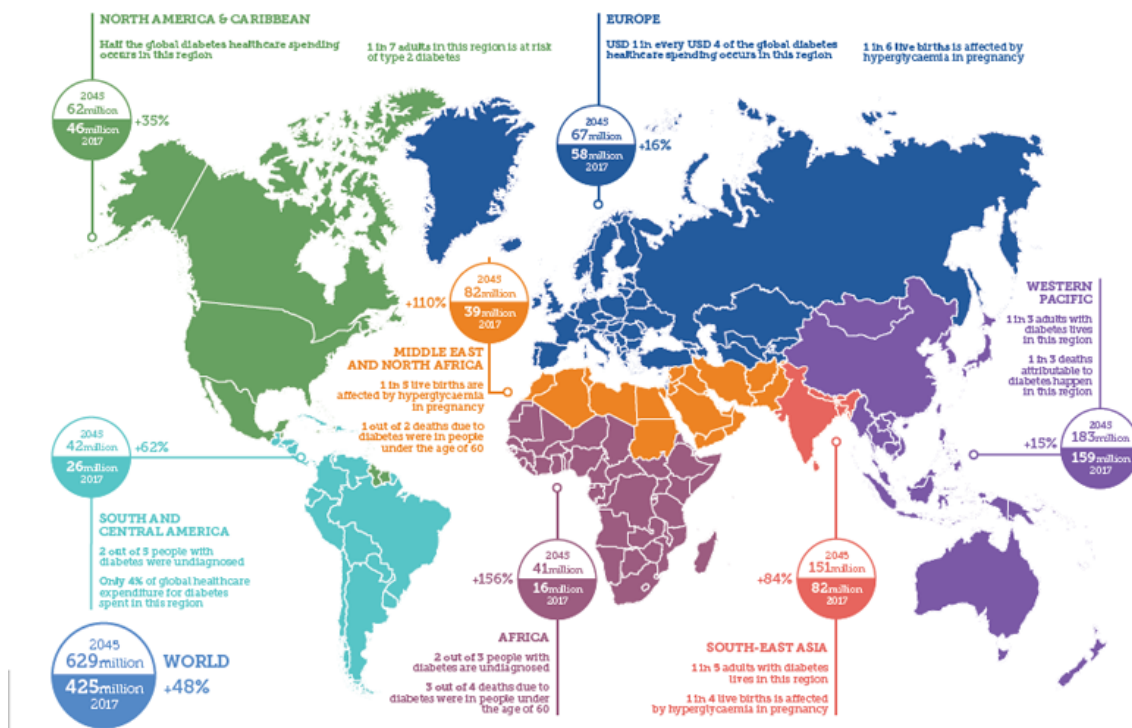 NORTH AMERICA & CARIBBEAN
Half the global diabetes healthcare spending
occurs in this region
1 in 7 adults in this region is at risk
of type 2 diabetes
2045
62million
46million
2017
+35%
EUROPE
USD 1 in every USD 4 of the global diabetes
healthcare spending occurs in this region
1 in 6 live births is affected by
hyperglycaemia in pregnancy
2045
67million
58million
2017
+16%
2045
82million
39million
2017
+110%
MIDDLE EAST
AND NORTH AFRICA
1 in 5 live births are
affected by hyperglycaemia
in pregnancy
1 out of 2 deaths due to
diabetes were in people
under the age of 60
WESTERN
PACIFIC
1 in 3 adults with
diabetes lives
in this region
1 in 3 deaths
attributable to
diabetes happen
in this region
+15%
2045
183million
159million
2017
2045
42million
26million
2017
+62%
SOUTH AND
CENTRAL AMERICA
2 out of 5 people with
diabetes were undiagnosed
Only 4% of global healthcare
expenditure for diabetes
spent in this region
+156%
2045
41million
16million
2017
AFRICA
2 out of 3 people with
diabetes are undiagnosed
3 out of 4 deaths due to
diabetes were in people under
the age of 60
+84%
2045
151million
82million
2017
SOUTH-EAST ASIA
1 in 5 adults with diabetes
lives in this region
1 in 4 live births is affected
by hyperglycaemia in pregnancy
2045
629million
425million
2017
WORLD
+48%